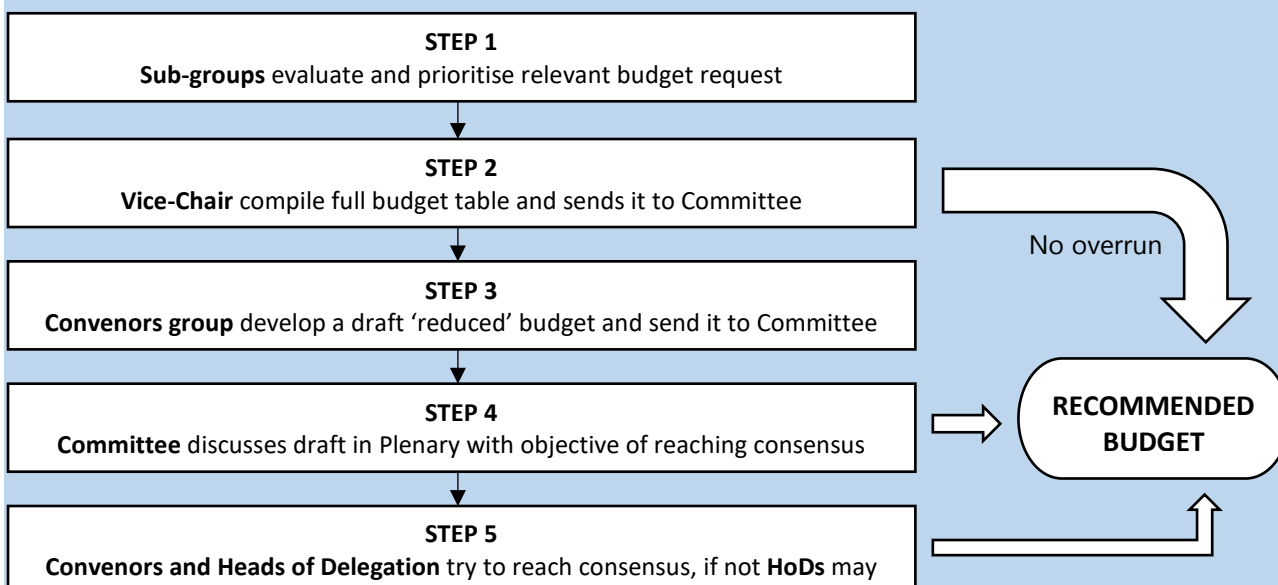 STEP 1
Sub-groups evaluate and prioritise relevant budget request
STEP 2
Vice-Chair compile full budget table and sends it to Committee
No overrun
STEP 3
Convenors group develop a draft ‘reduced’ budget and send it to Committee
STEP 4
Committee discusses draft in Plenary with objective of reaching consensus
RECOMMENDED
BUDGET
STEP 5
Convenors and Heads of Delegation try to reach consensus, if not HoDs may